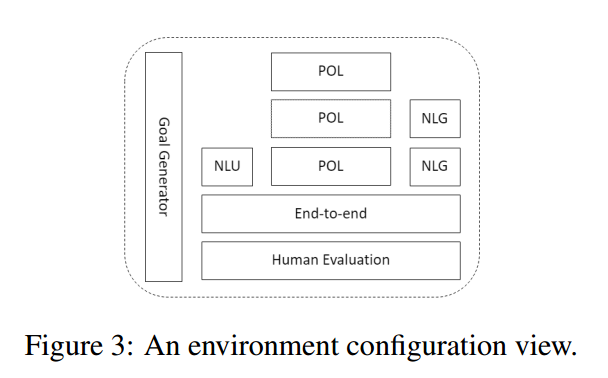 Goal Generator
POL
POL NLG
NLU POL NLG
End-to-end
Human Evaluation
Figure 3: An environment configuration view.